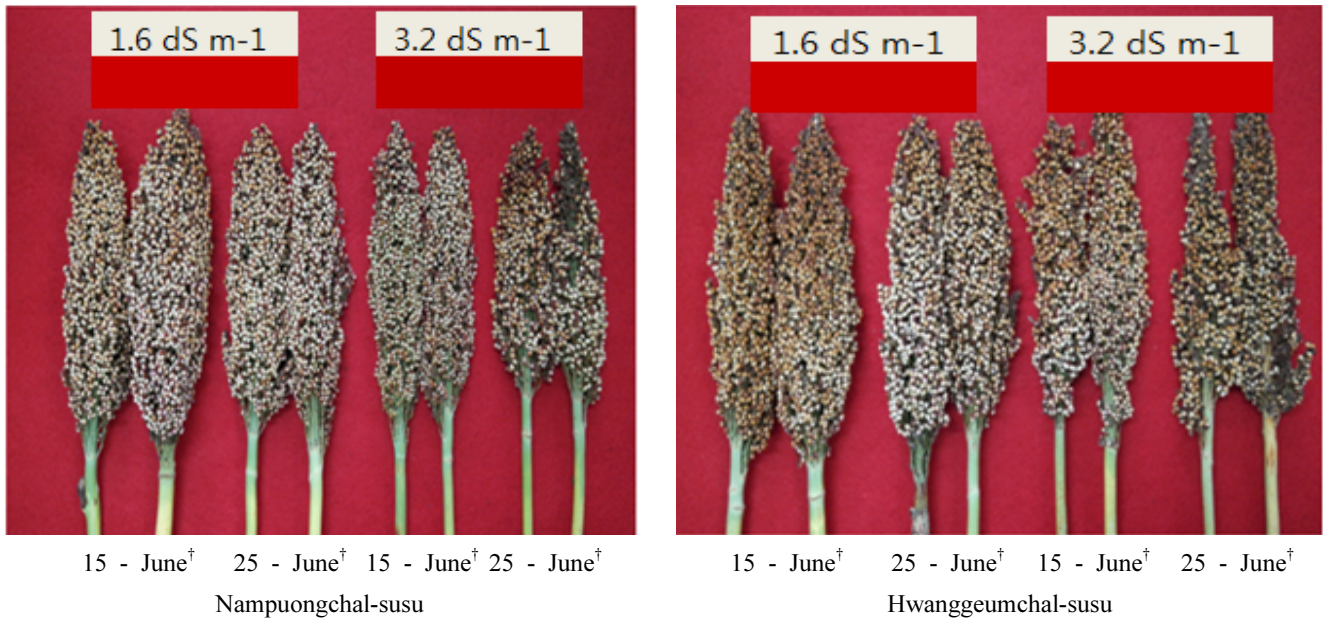 1.6 dS m-1 3.2 dS m-1
1.6 dS m-1 3.2 dS m-1
15 - June† 25 - June† 15 - June† 25 - June†
15 - June† 25 - June† 15 - June† 25 - June†
Nampuongchal-susu
Hwanggeumchal-susu